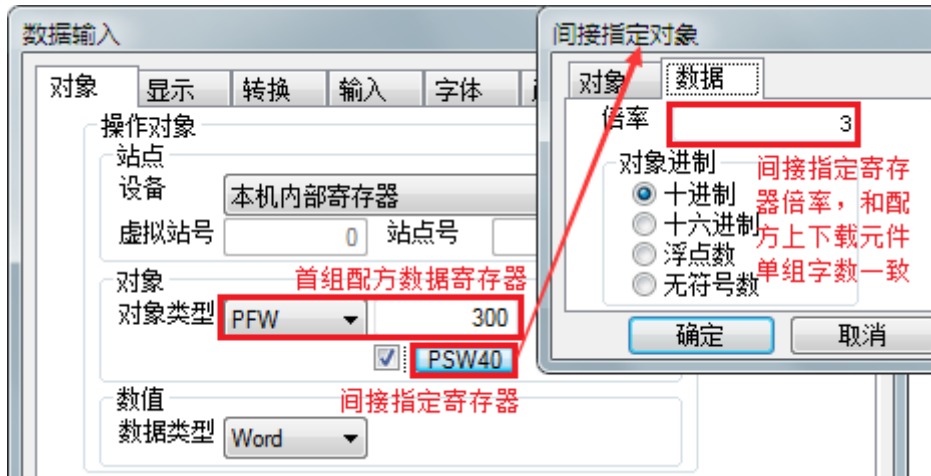 数据输入
对象 显示 转换 输入 字体
操作对象
站点
设备 本机内部寄存器
虚拟站号 0 站点号
对象 首组配方数据寄存器
对象类型 PFW 300
PSW40
数值 间接指定寄存器
数据类型 Word
间接指定对象
对象 数据
倍率 3
对象进制
十进制
十六进制
浮点数
无符号数
间接指定寄存
器倍率，和配
方上下载元件
单组字数一致
确定 取消